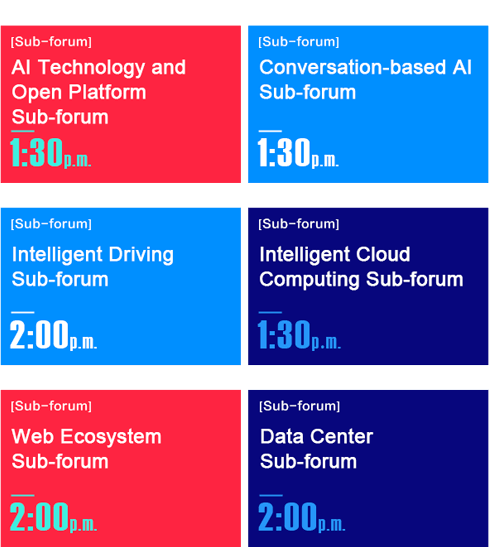 [Sub-forum]
AI Technology and
Open Platform
Sub-forum
1:30p.m.
[Sub-forum]
Conversation-based AI
Sub-forum
1:30p.m.
[Sub-forum]
Intelligent Driving
Sub-forum
2:00p.m.
[Sub-forum]
Intelligent Cloud
Computing Sub-forum
1:30p.m.
[Sub-forum]
Web Ecosystem
Sub-forum
2:00p.m.
[Sub-forum]
Data Center
Sub-forum
2:00p.m.